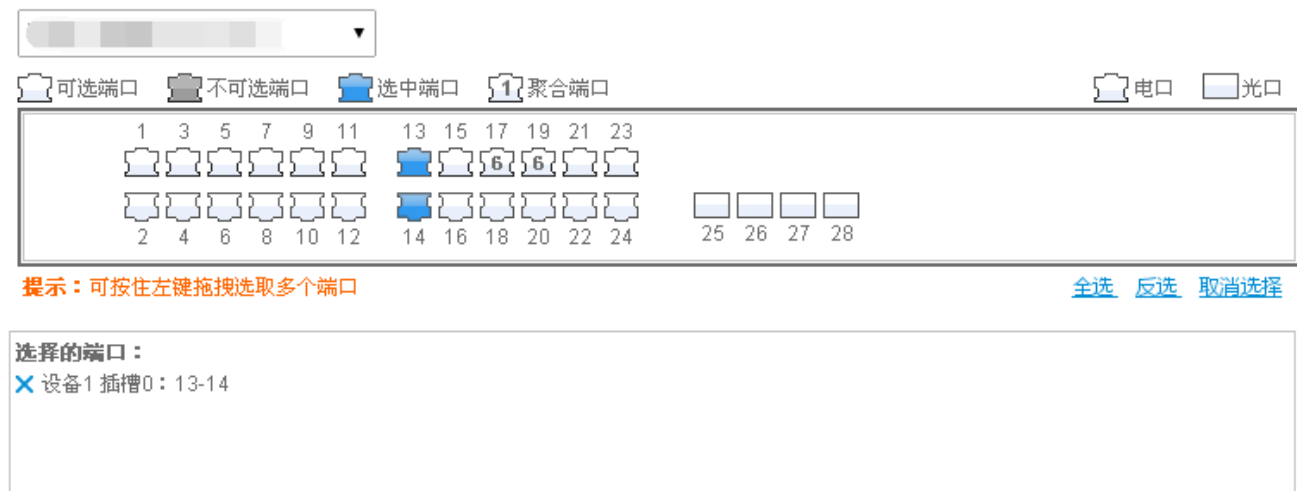 可选端口 不可选端口 选中端口 1 聚合端口 电口 光口
1 3 5 7 9 11 13 15 17 19 21 23
6 6
2 4 6 8 10 12 14 16 18 20 22 24 25 26 27 28
提示：可按住左键拖拽选取多个端口 全选 反选 取消选择
选择的端口：
设备1 插槽0：13-14